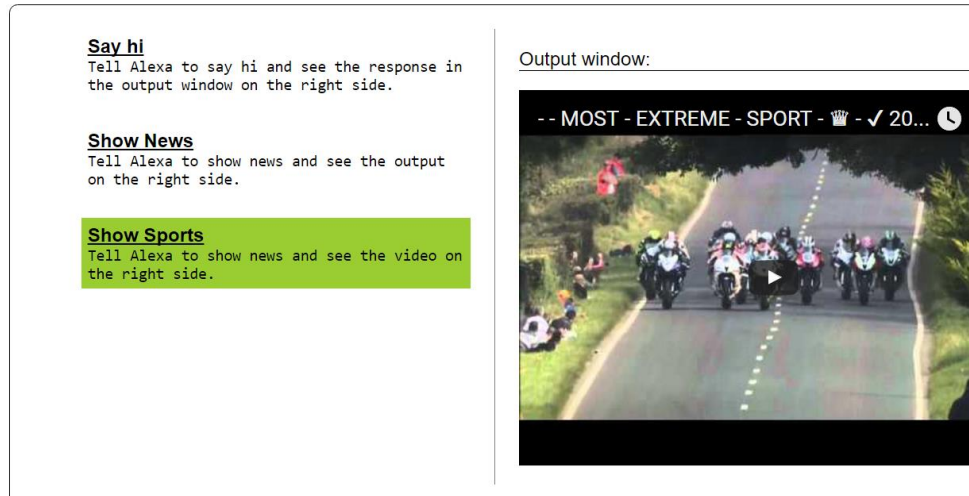 Say hi
Tell Alexa to say hi and see the response in
the output window on the right side.
Show News
Tell Alexa to show news and see the output
on the right side.
Show Sports
Tell Alexa to show news and see the video on
the right side.
Output window:
- - MOST - EXTREME - SPORT - ♛ - ✓ 20...